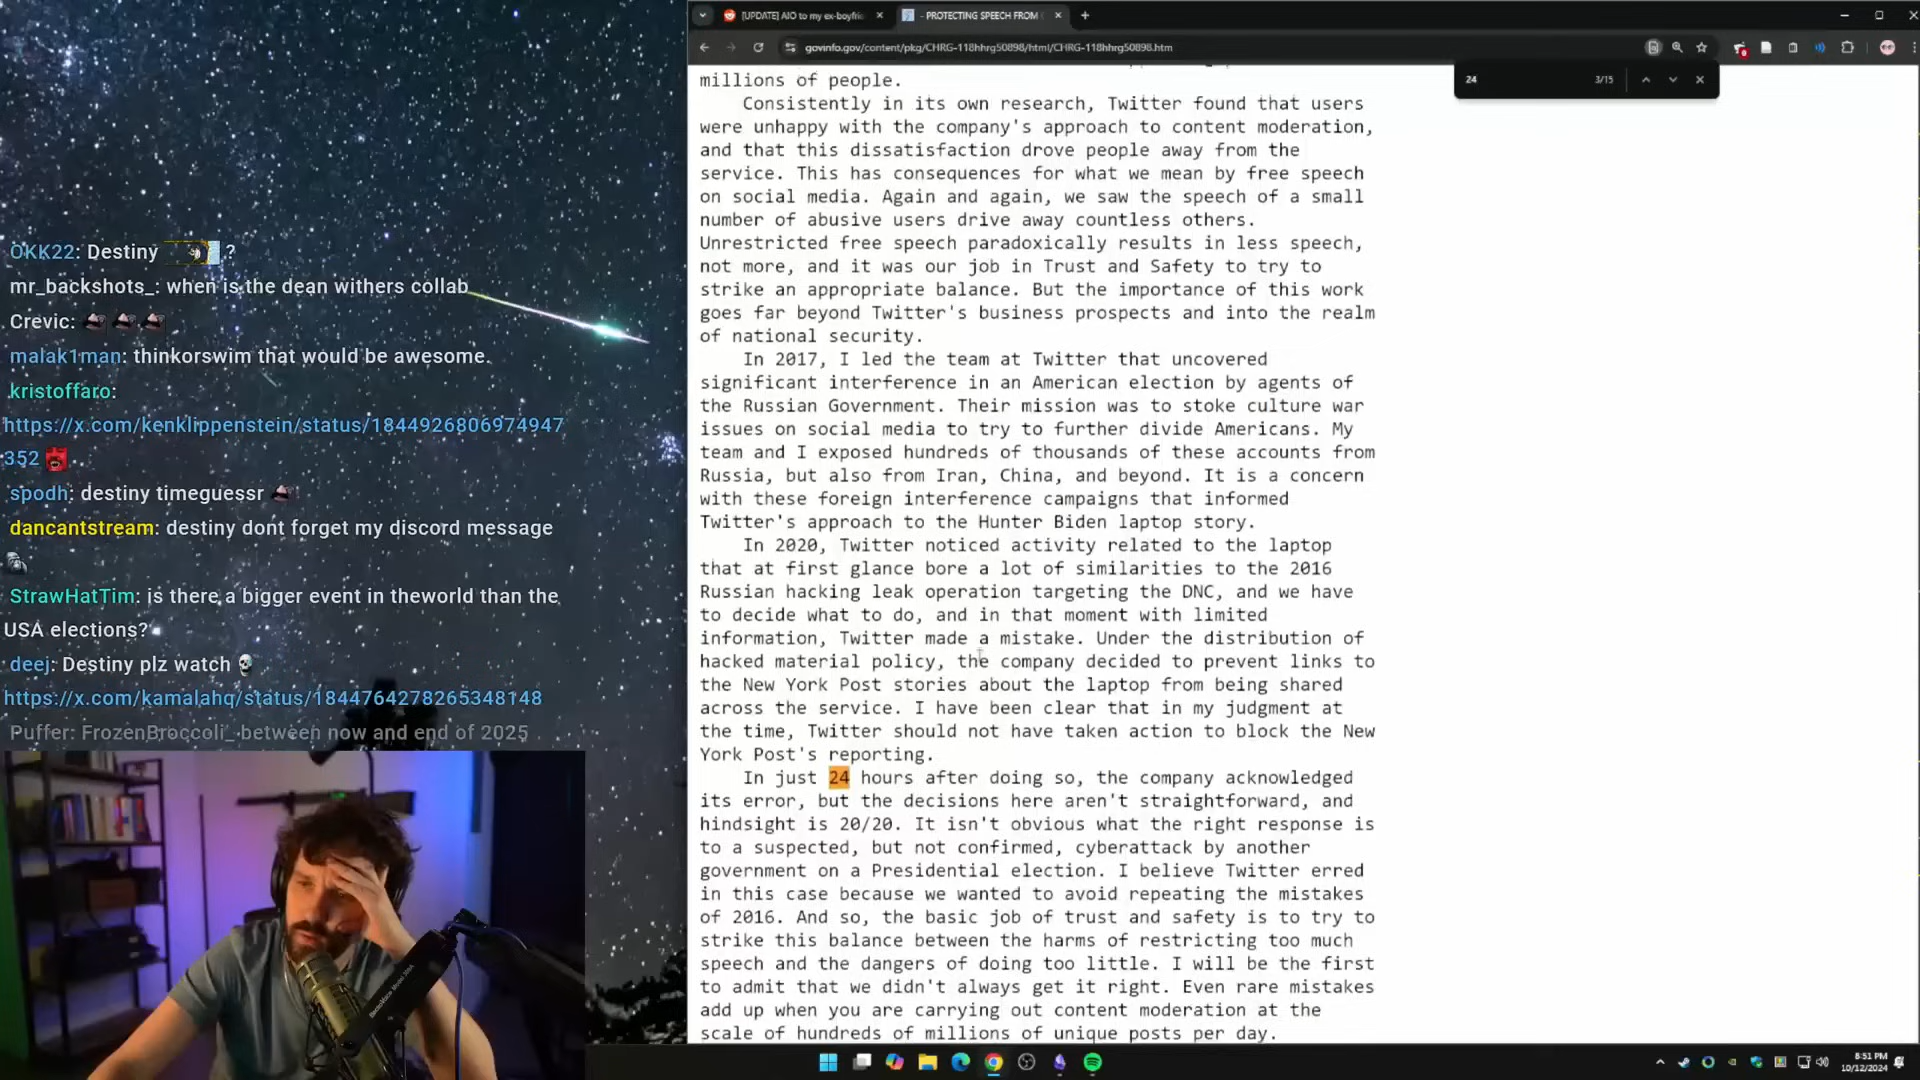 [UPDATE] AIO to my ex-boyfrie
- PROTECTING SPEECH FROM
govinfo.gov/content/pkg/CHRG-118hhrg50898/html/CHRG-118hhrg50898.htm
24
3/15
millions of people.
Consistently in its own research, Twitter found that users
were unhappy with the company's approach to content moderation,
and that this dissatisfaction drove people away from the
service. This has consequences for what we mean by free speech
on social media. Again and again, we saw the speech of a small
number of abusive users drive away countless others.
Unrestricted free speech paradoxically results in less speech,
not more, and it was our job in Trust and Safety to try to
strike an appropriate balance. But the importance of this work
goes far beyond Twitter's business prospects and into the realm
of national security.
In 2017, I led the team at Twitter that uncovered
significant interference in an American election by agents of
the Russian Government. Their mission was to stoke culture war
issues on social media to try to further divide Americans. My
team and I exposed hundreds of thousands of these accounts from
Russia, but also from Iran, China, and beyond. It is a concern
with these foreign interference campaigns that informed
Twitter's approach to the Hunter Biden laptop story.
In 2020, Twitter noticed activity related to the laptop
that at first glance bore a lot of similarities to the 2016
Russian hacking leak operation targeting the DNC, and we have
to decide what to do, and in that moment with limited
information, Twitter made a mistake. Under the distribution of
hacked material policy, the company decided to prevent links to
the New York Post stories about the laptop from being shared
across the service. I have been clear that in my judgment at
the time, Twitter should not have taken action to block the New
York Post's reporting.
In just 24 hours after doing so, the company acknowledged
its error, but the decisions here aren't straightforward, and
hindsight is 20/20. It isn't obvious what the right response is
to a suspected, but not confirmed, cyberattack by another
government on a Presidential election. I believe Twitter erred
in this case because we wanted to avoid repeating the mistakes
of 2016. And so, the basic job of trust and safety is to try to
strike this balance between the harms of restricting too much
speech and the dangers of doing too little. I will be the first
to admit that we didn't always get it right. Even rare mistakes
add up when you are carrying out content moderation at the
scale of hundreds of millions of unique posts per day.
OKK22: Destiny ?
mr_backshots_: when is the dean withers collab
Crevic:
malak1man: thinkorswim that would be awesome.
kristoffaro:
https://x.com/kenklippenstein/status/1844926806974947
352
spodh: destiny timeguessr
dancantstream: destiny dont forget my discord message
StrawHatTim: is there a bigger event in theworld than the
USA elections?
deej: Destiny plz watch
https://x.com/kamalahq/status/1844764278265348148
Puffer: FrozenBroccoli_ between now and end of 2025
8:51 PM
10/12/2024